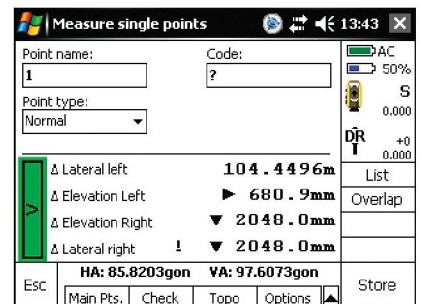 Measure single points 13:43
Point name: Code:
1 ?
Point type:
Normal
AC
50%
S
0.000
DR +0
0.000
Δ Lateral left 104.4496m
Δ Elevation Left ▶ 680.9mm
Δ Elevation Right ▼ 2048.0mm
Δ Lateral right ! ▼ 2048.0mm
>
List
Overlap
HA: 85.8203gon VA: 97.6073gon
Esc Main Pts. Check Topo Options Store